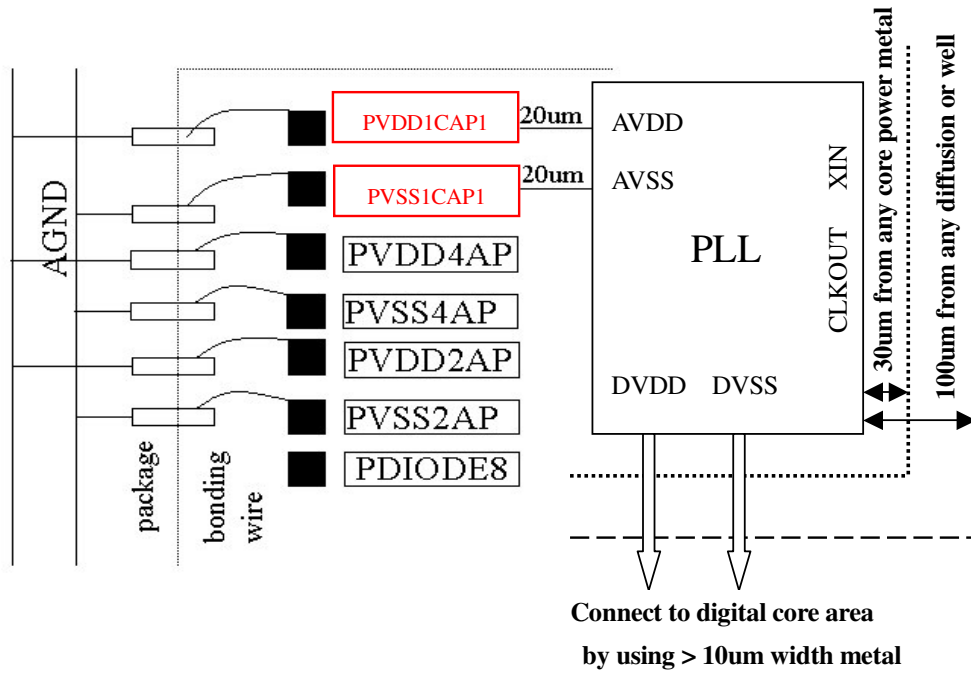 PVDD1CAP1
20um
AVDD
PVSS1CAP1
20um
AVSS
XIN
AGND
PVDD4AP
PLL
PVSS4AP
CLKOUT
PVDD2AP
DVDD DVSS
PVSS2AP
PDIODE8
package
bonding
wire
30um from any core power metal
100um from any diffusion or well
Connect to digital core area
by using > 10um width metal